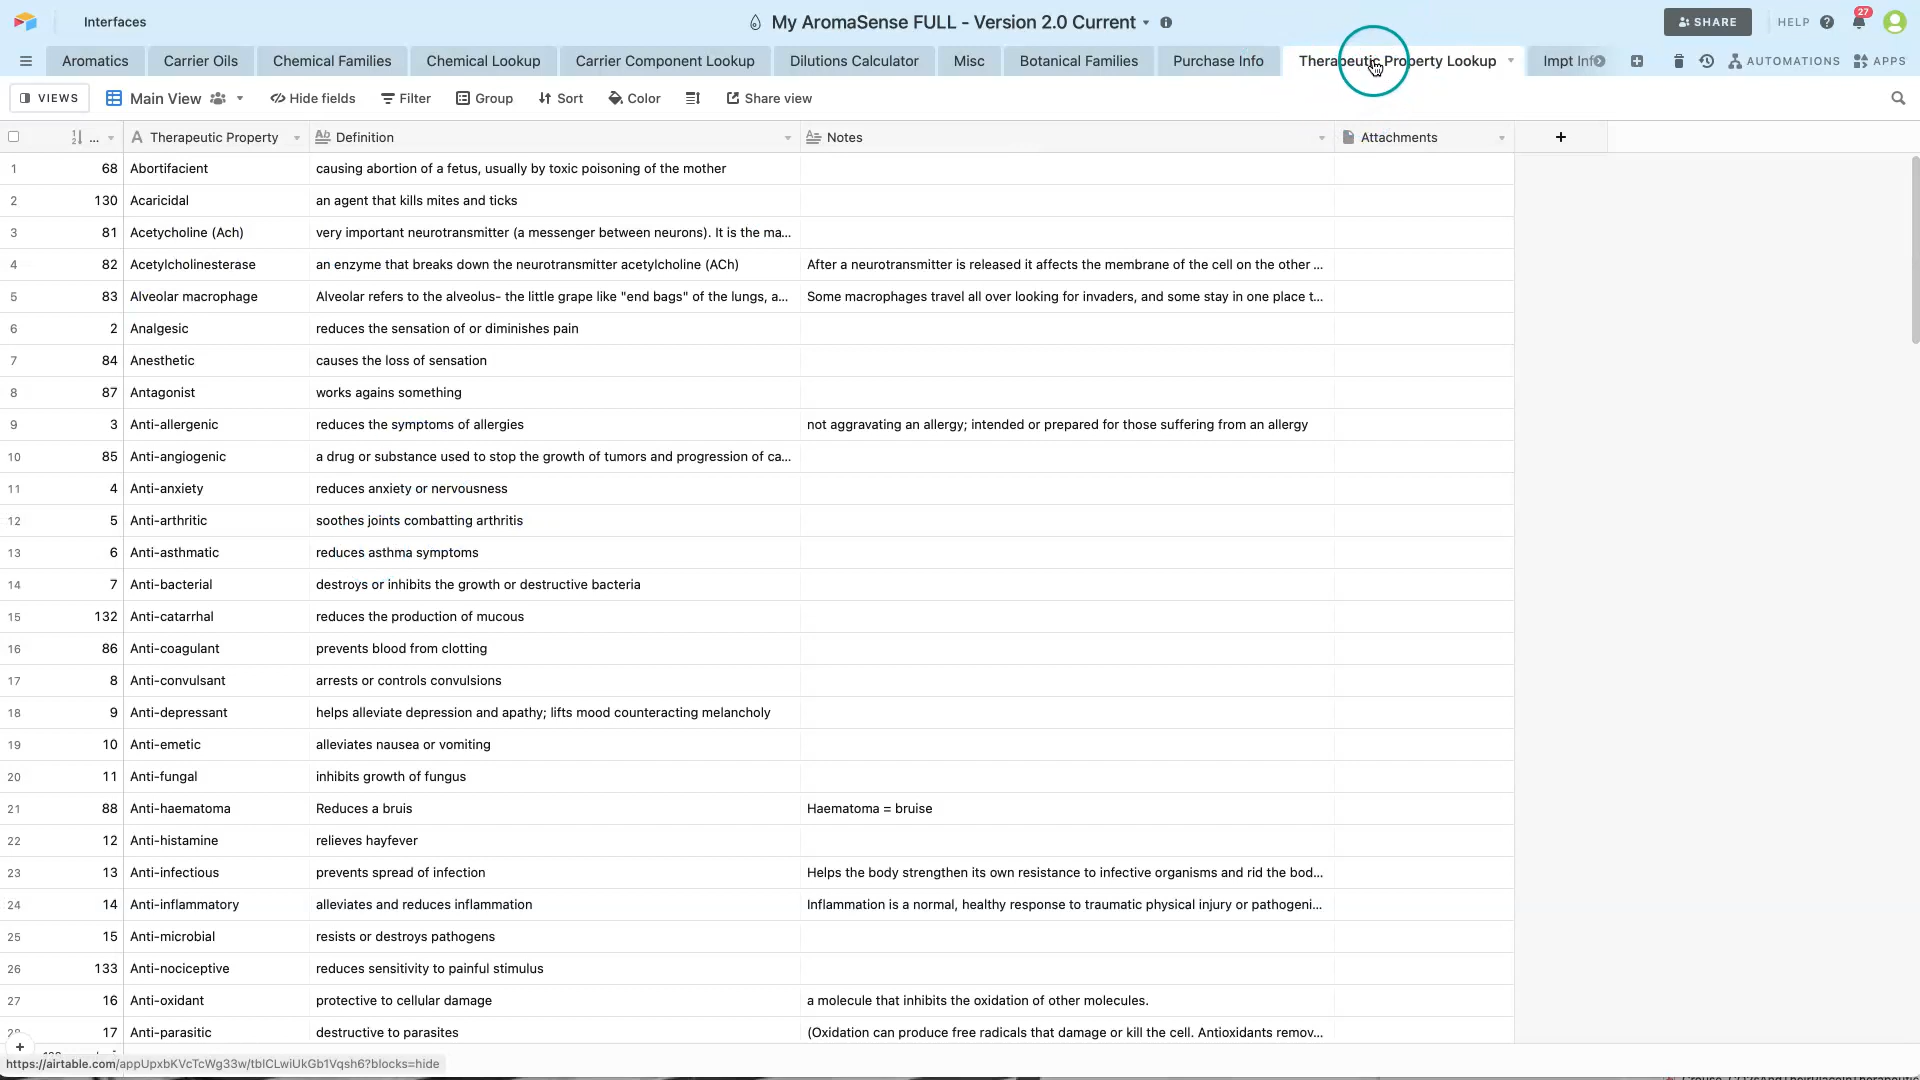 Interfaces
My AromaSense FULL - Version 2.0 Current
SHARE
HELP
27
Aromatics
Carrier Oils
Chemical Families
Chemical Lookup
Carrier Component Lookup
Dilutions Calculator
Misc
Botanical Families
Purchase Info
Therapeutic Property Lookup
Impt Inf
AUTOMATIONS
APPS
VIEWS
Main View
Hide fields
Filter
Group
Sort
Color
Share view
... Therapeutic Property Definition Notes Attachments +
1 68 Abortifacient causing abortion of a fetus, usually by toxic poisoning of the mother
2 130 Acaricidal an agent that kills mites and ticks
3 81 Acetycholine (Ach) very important neurotransmitter (a messenger between neurons). It is the ma...
4 82 Acetylcholinesterase an enzyme that breaks down the neurotransmitter acetylcholine (ACh) After a neurotransmitter is released it affects the membrane of the cell on the other ...
5 83 Alveolar macrophage Alveolar refers to the alveolus- the little grape like "end bags" of the lungs, a... Some macrophages travel all over looking for invaders, and some stay in one place t...
6 2 Analgesic reduces the sensation of or diminishes pain
7 84 Anesthetic causes the loss of sensation
8 87 Antagonist works agains something
9 3 Anti-allergenic reduces the symptoms of allergies not aggravating an allergy; intended or prepared for those suffering from an allergy
10 85 Anti-angiogenic a drug or substance used to stop the growth of tumors and progression of ca...
11 4 Anti-anxiety reduces anxiety or nervousness
12 5 Anti-arthritic soothes joints combatting arthritis
13 6 Anti-asthmatic reduces asthma symptoms
14 7 Anti-bacterial destroys or inhibits the growth or destructive bacteria
15 132 Anti-catarrhal reduces the production of mucous
16 86 Anti-coagulant prevents blood from clotting
17 8 Anti-convulsant arrests or controls convulsions
18 9 Anti-depressant helps alleviate depression and apathy; lifts mood counteracting melancholy
19 10 Anti-emetic alleviates nausea or vomiting
20 11 Anti-fungal inhibits growth of fungus
21 88 Anti-haematoma Reduces a bruis Haematoma = bruise
22 12 Anti-histamine relieves hayfever
23 13 Anti-infectious prevents spread of infection Helps the body strengthen its own resistance to infective organisms and rid the bod...
24 14 Anti-inflammatory alleviates and reduces inflammation Inflammation is a normal, healthy response to traumatic physical injury or pathogeni...
25 15 Anti-microbial resists or destroys pathogens
26 133 Anti-nociceptive reduces sensitivity to painful stimulus
27 16 Anti-oxidant protective to cellular damage a molecule that inhibits the oxidation of other molecules.
28 17 Anti-parasitic destructive to parasites (Oxidation can produce free radicals that damage or kill the cell. Antioxidants remov...
+
https://airtable.com/appUpxbKVcTcWg33w/tblCLwiUkGb1Vqsh6?blocks=hide